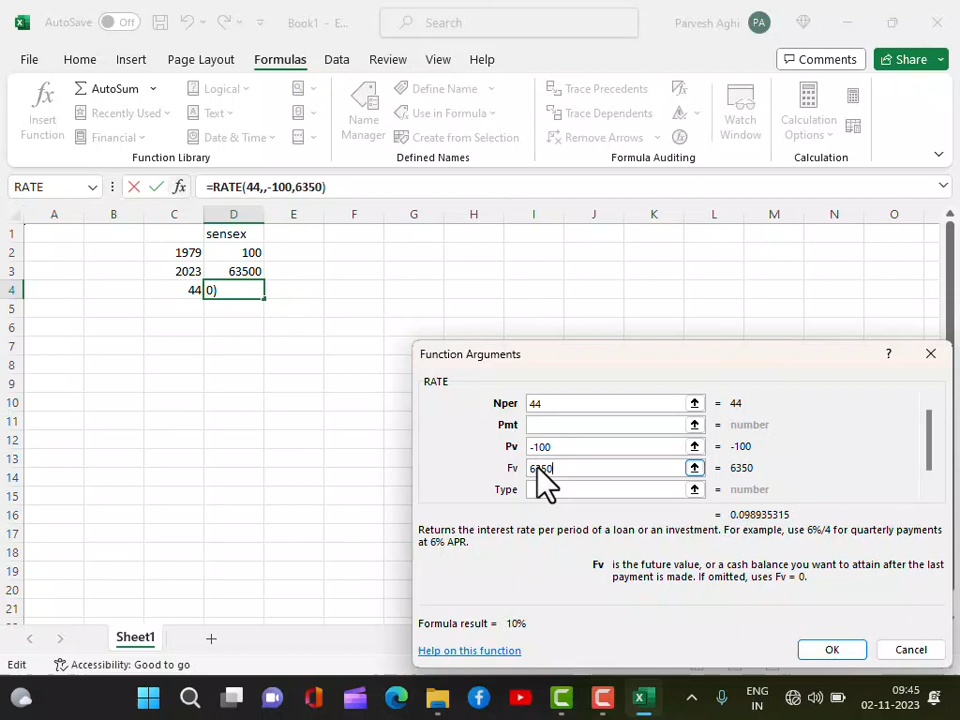 AutoSave Off Book1 - E... Search Parvesh Aghi PA
File Home Insert Page Layout Formulas Data Review View Help Comments Share
fx Insert Function
AutoSum
Recently Used
Financial
Logical
Text
Date & Time
Function Library
Name Manager
Define Name
Use in Formula
Create from Selection
Defined Names
Trace Precedents
Trace Dependents
Remove Arrows
Watch Window
Formula Auditing
Calculation Options
Calculation
RATE fx =RATE(44,,-100,6350)
A B C D E F G H I J K L M N O
1 sensex
2 1979 100
3 2023 63500
4 44 0)
5
6
7
8
9
10
11
12
13
14
15
16
17
18
19
20
21
Function Arguments ?
RATE
Nper 44 = 44
Pmt = number
Pv -100 = -100
Fv 6350 = 6350
Type = number
= 0.098935315
Returns the interest rate per period of a loan or an investment. For example, use 6%/4 for quarterly payments
at 6% APR.
Fv is the future value, or a cash balance you want to attain after the last
payment is made. If omitted, uses Fv = 0.
Formula result = 10%
Help on this function OK Cancel
Sheet1
Edit Accessibility: Good to go
ENG
IN
09:45
02-11-2023